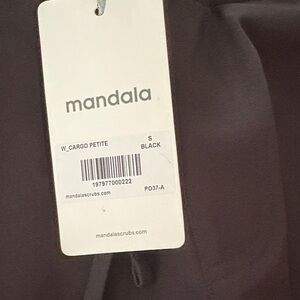 mandala
W_CARGO PETITE S
BLACK
197977000222
mandalascrubs.com PO37-A
mandalascrubs.com